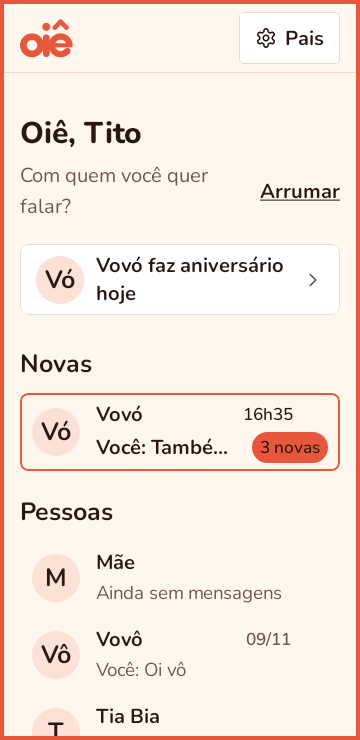 oiê
Pais
Oiê, Tito
Com quem você quer
falar?
Arrumar
Vó
Vovó faz aniversário
hoje
Novas
Vó
Vovó
16h35
Você: També...
3 novas
Pessoas
M
Mãe
Ainda sem mensagens
Vô
Vovô
09/11
Você: Oi vô
T
Tia Bia